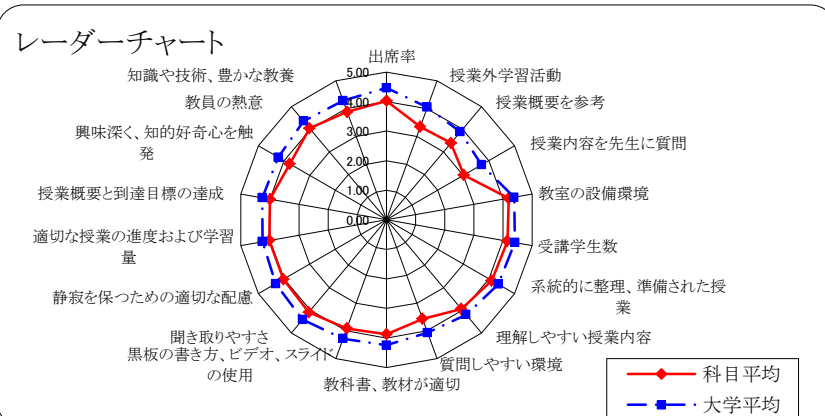 レーダーチャート
出席率
授業外学習活動
授業概要を参考
授業内容を先生に質問
教室の設備環境
受講学生数
系統的に整理、準備された授
業
理解しやすい授業内容
質問しやすい環境
教科書、教材が適切
黒板の書き方、ビデオ、スライド
の使用
聞き取りやすさ
静寂を保つための適切な配慮
適切な授業の進度および学習
量
授業概要と到達目標の達成
興味深く、知的好奇心を触
発
教員の熱意
知識や技術、豊かな教養
5.00
4.00
3.00
2.00
1.00
0.00
科目平均
大学平均